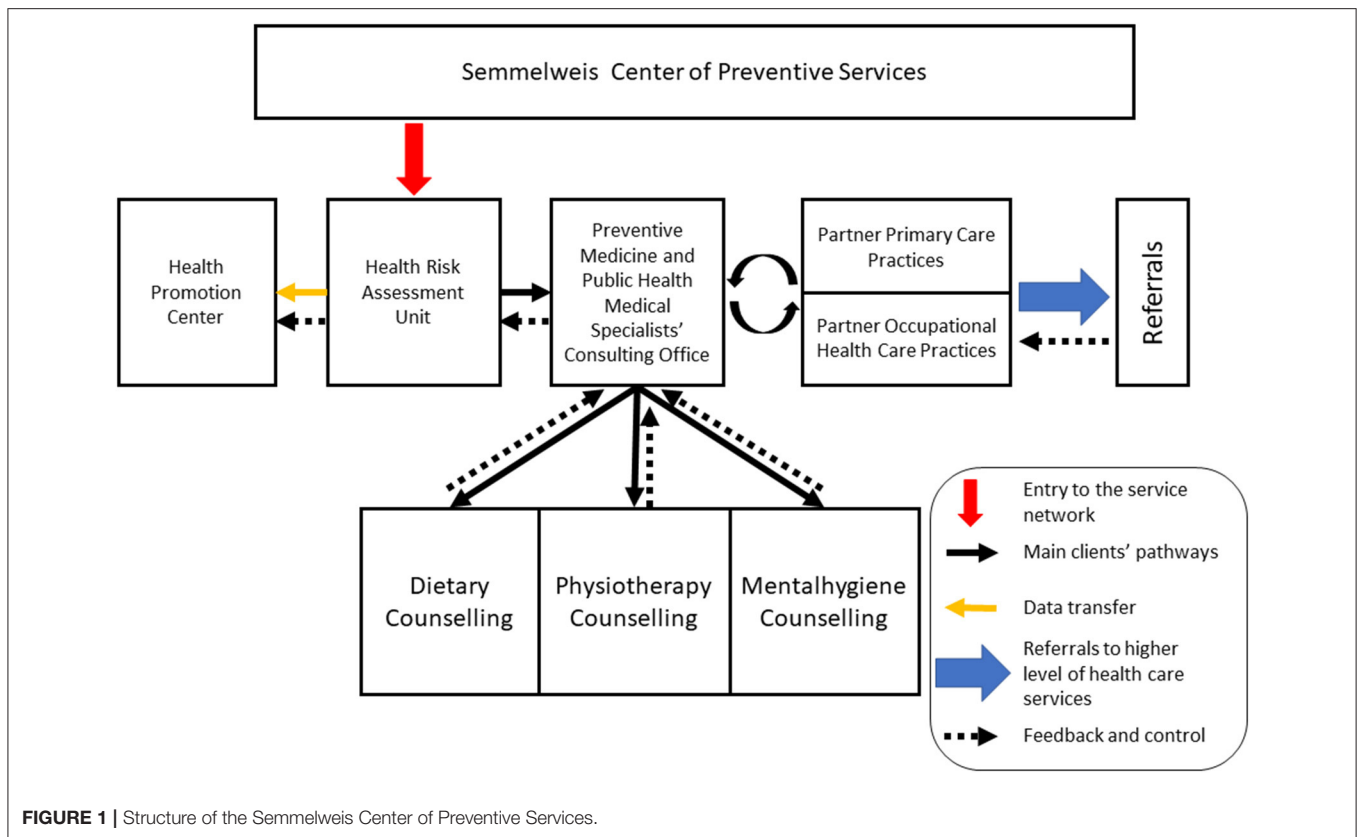 Semmelweis Center of Preventive Services
Health
Promotion
Center
Health Risk
Assessment
Unit
Preventive
Medicine and
Public Health
Medical
Specialists'
Consulting Office
Partner Primary Care
Practices
Partner Occupational
Health Care Practices
Referrals
Dietary
Counselling
Physiotherapy
Counselling
Mentalhygiene
Counselling
Entry to the service
network
Main clients' pathways
Data transfer
Referrals to higher
level of health care
services
Feedback and control
FIGURE 1 | Structure of the Semmelweis Center of Preventive Services.